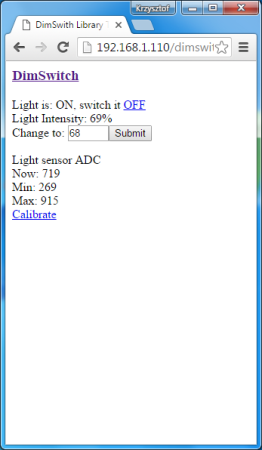 Krzysztof
DimSwith Library
192.168.1.110/dimswit
DimSwitch
Light is: ON, switch it OFF
Light Intensity: 69%
Change to: 68 Submit
Light sensor ADC
Now: 719
Min: 269
Max: 915
Calibrate